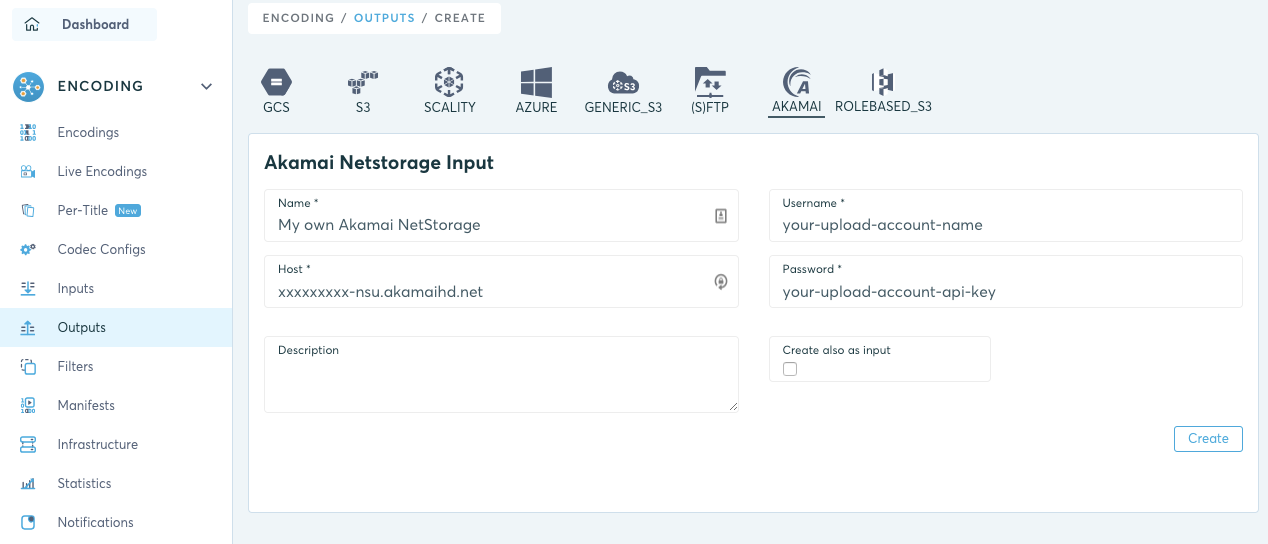 Dashboard
ENCODING
Encodings
Live Encodings
Per-Title New
Codec Configs
Inputs
Outputs
Filters
Manifests
Infrastructure
Statistics
Notifications
ENCODING / OUTPUTS / CREATE
GCS S3 SCALITY AZURE GENERIC_S3 (S)FTP AKAMAI ROLEBASED_S3
Akamai Netstorage Input
Name *
My own Akamai NetStorage
Username *
your-upload-account-name
Host *
xxxxxxxxx-nsu.akamaihd.net
Password *
your-upload-account-api-key
Description
Create also as input
Create